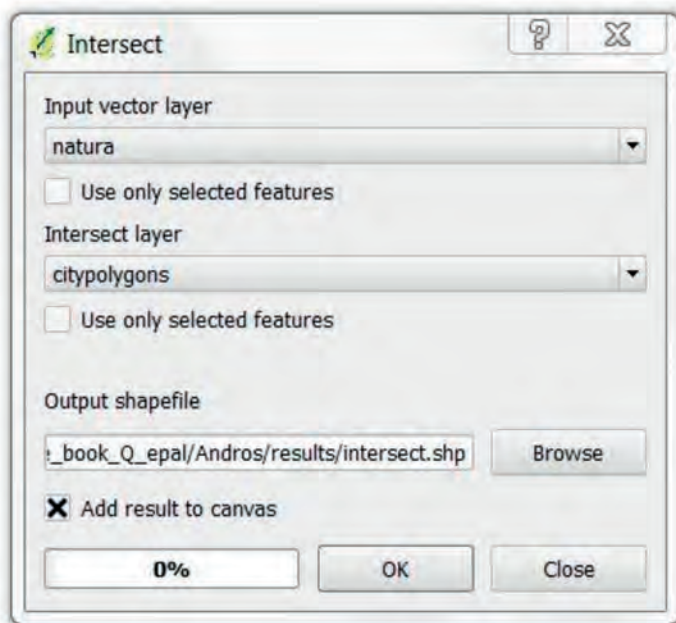 Intersect
Input vector layer
natura
Use only selected features
Intersect layer
citypolygons
Use only selected features
Output shapefile
_book_Q_epal/Andros/results/intersect.shp Browse
Add result to canvas
0% OK Close